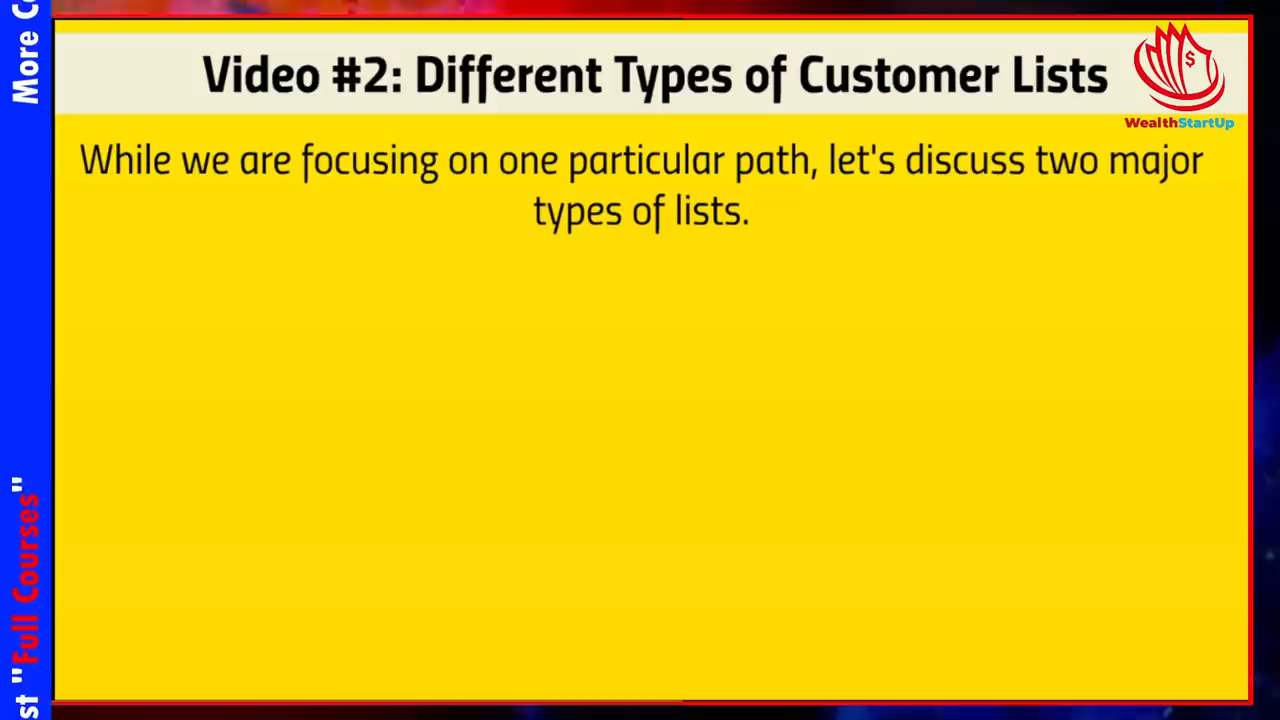 Video #2: Different Types of Customer Lists
$
WealthStartUp
While we are focusing on one particular path, let's discuss two major
types of lists.
More
"Full Courses"